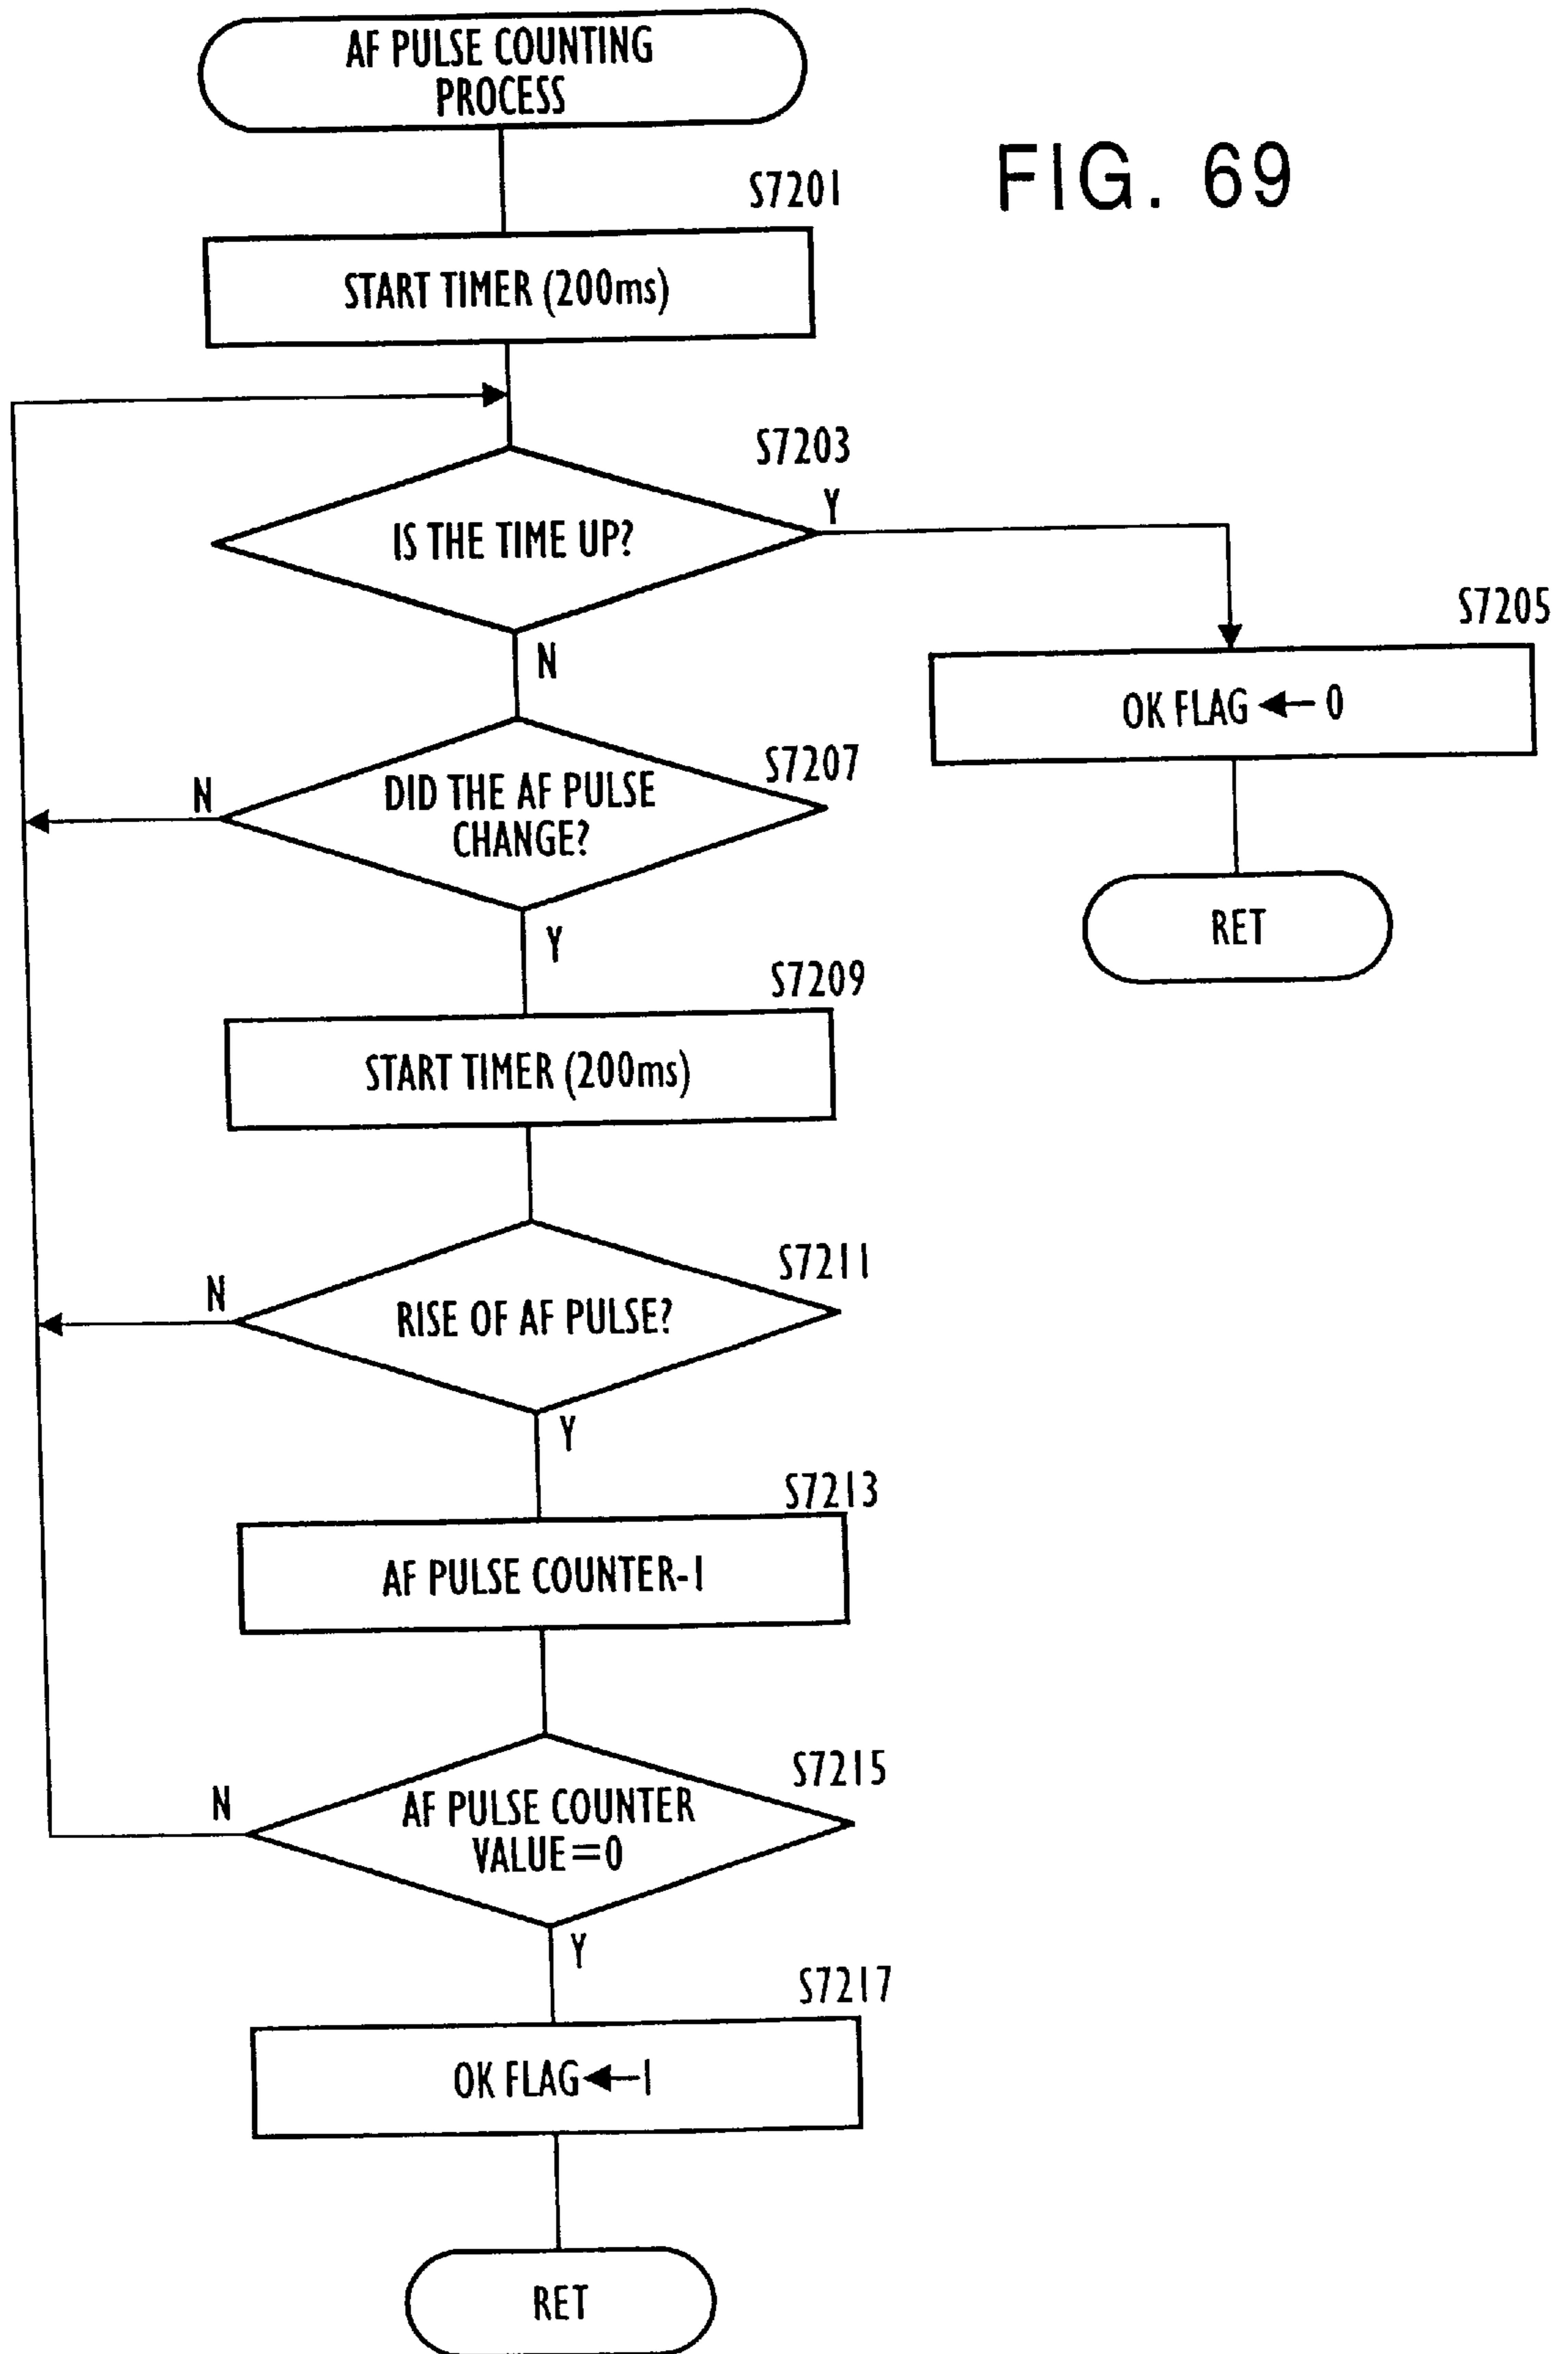 AF PULSE COUNTING
PROCESS
FIG. 69
S7201
START TIMER (200ms)
S7203
IS THE TIME UP?
Y
N
S7205
OK FLAG ← 0
RET
S7207
DID THE AF PULSE
CHANGE?
N
Y
S7209
START TIMER (200ms)
S7211
RISE OF AF PULSE?
N
Y
S7213
AF PULSE COUNTER-1
S7215
AF PULSE COUNTER
VALUE=0
N
Y
S7217
OK FLAG←1
RET